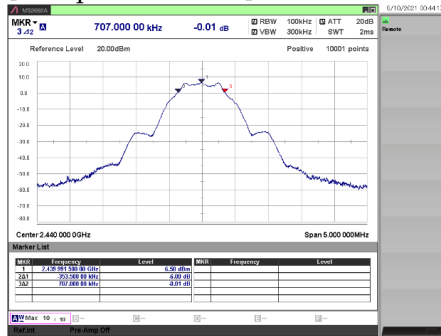 MS2692A
6/10/2021 00:44:13
MKR
3 Δ2
707.000 00 kHz
-0.01 dB
RBW 100kHz
ATT 20dB
VBW 300kHz
SWT 2ms
Remote
Reference Level 20.00dBm
Positive 10001 points
20.0
10.0
0.0
-10.0
-20.0
-30.0
-40.0
-50.0
-60.0
-70.0
-80.0
1
3
Center 2.440 000 0GHz
Span 5.000 000MHz
Marker List
MKR Frequency Level MKR Frequency Level
1 2.439 991 500 00 GHz 6.50 dBm
2Δ1 -353.500 00 kHz
3Δ2 707.000 00 kHz -0.01 dB
Max 10 / 10
Ref.Int
Pre-Amp Off